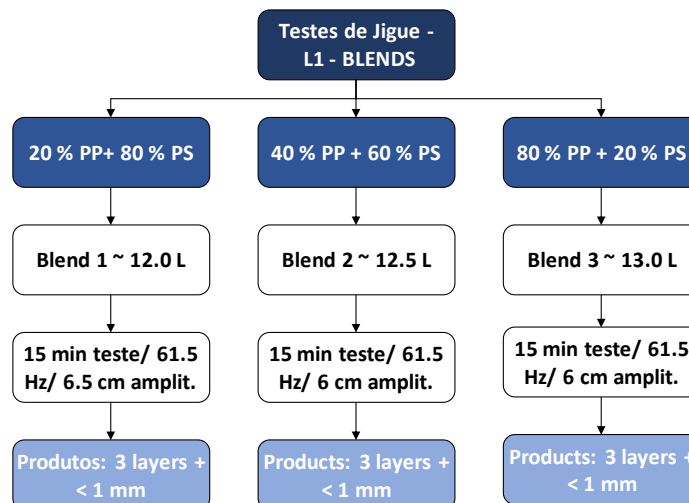 Testes de Jigue -
L1 - BLENDS
20 % PP+ 80 % PS
40 % PP + 60 % PS
80 % PP + 20 % PS
Blend 1 ~ 12.0 L
Blend 2 ~ 12.5 L
Blend 3 ~ 13.0 L
15 min teste/ 61.5
Hz/ 6.5 cm amplit.
15 min teste/ 61.5
Hz/ 6 cm amplit.
15 min teste/ 61.5
Hz/ 6 cm amplit.
Produtos: 3 layers +
< 1 mm
Products: 3 layers +
< 1 mm
Products: 3 layers +
< 1 mm